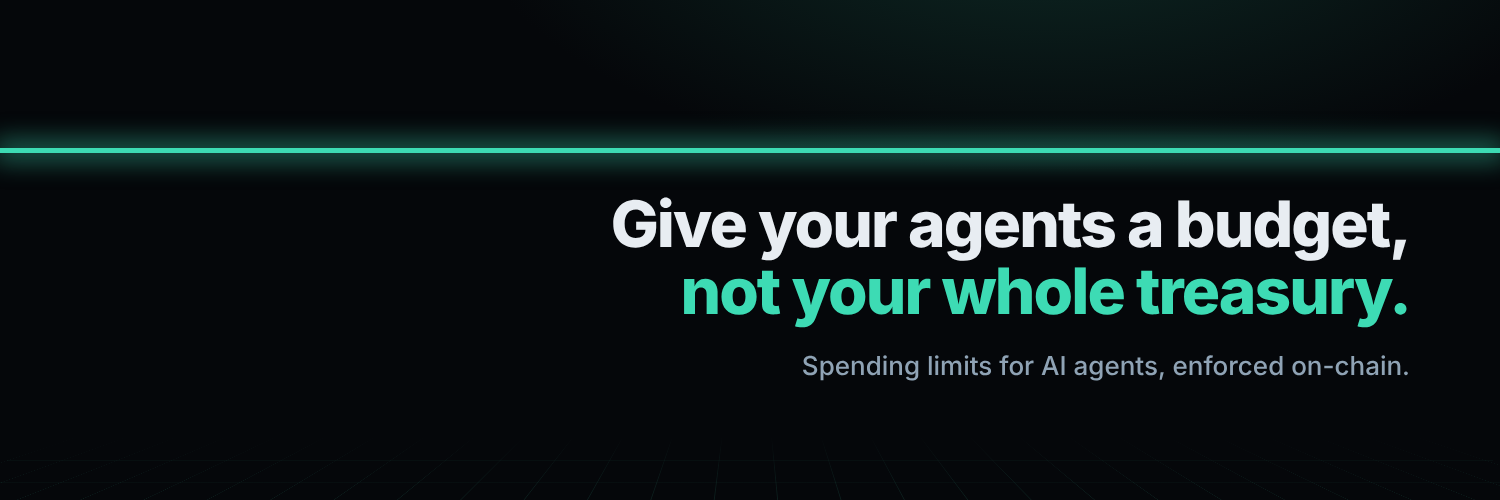 Give your agents a budget,
not your whole treasury.
Spending limits for AI agents, enforced on-chain.